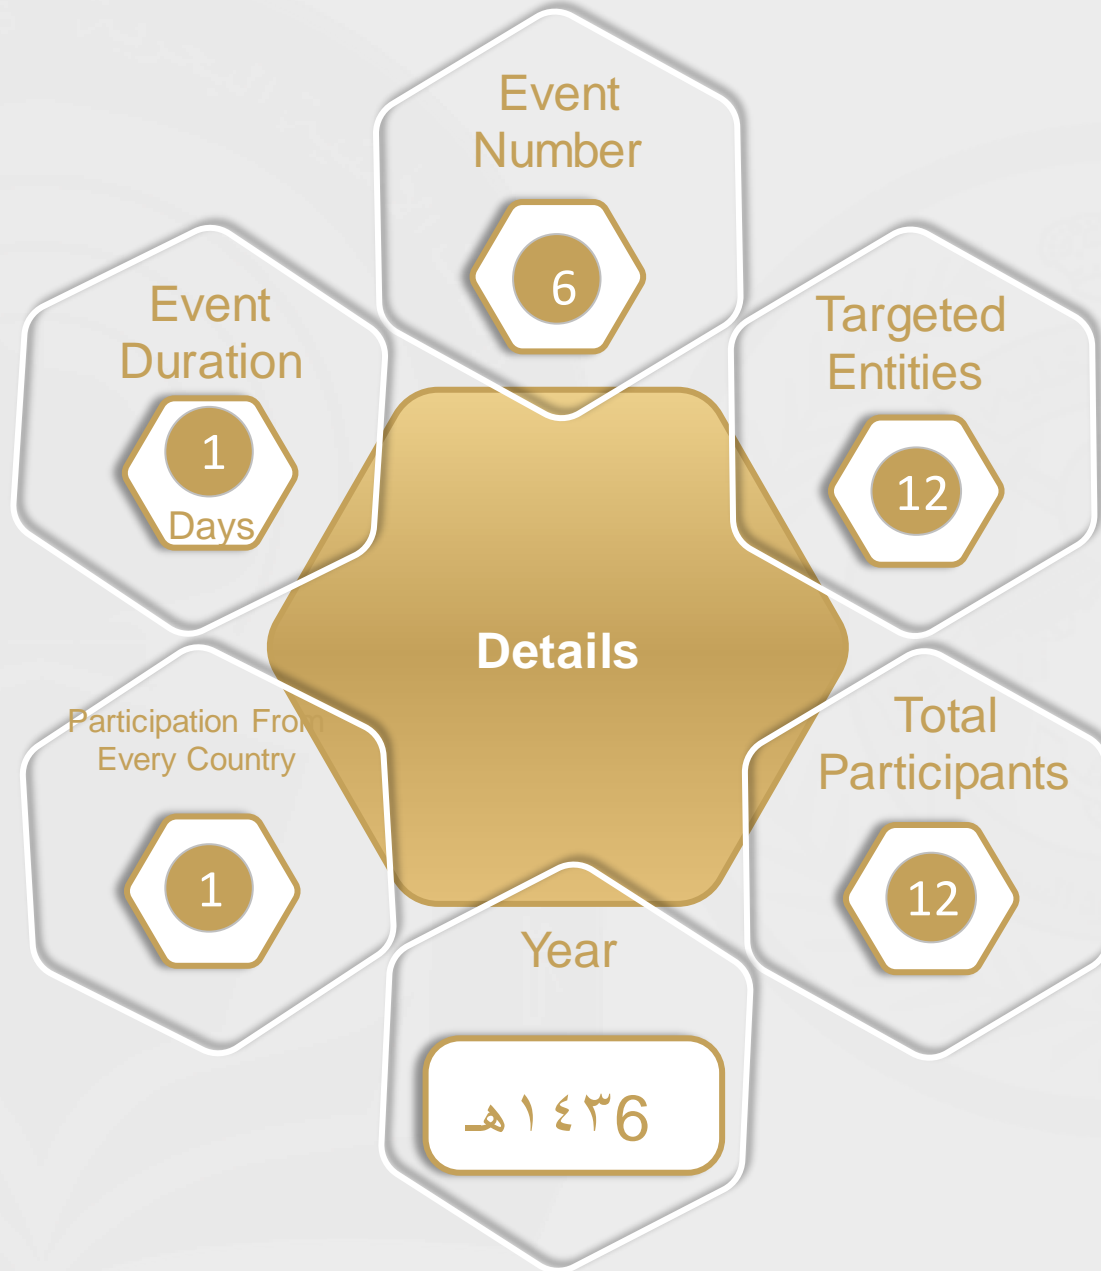 Event
Number
6
Event
Duration
1
Days
Targeted
Entities
12
Details
Participation From
Every Country
1
Total
Participants
12
Year
١٤٣6هـ